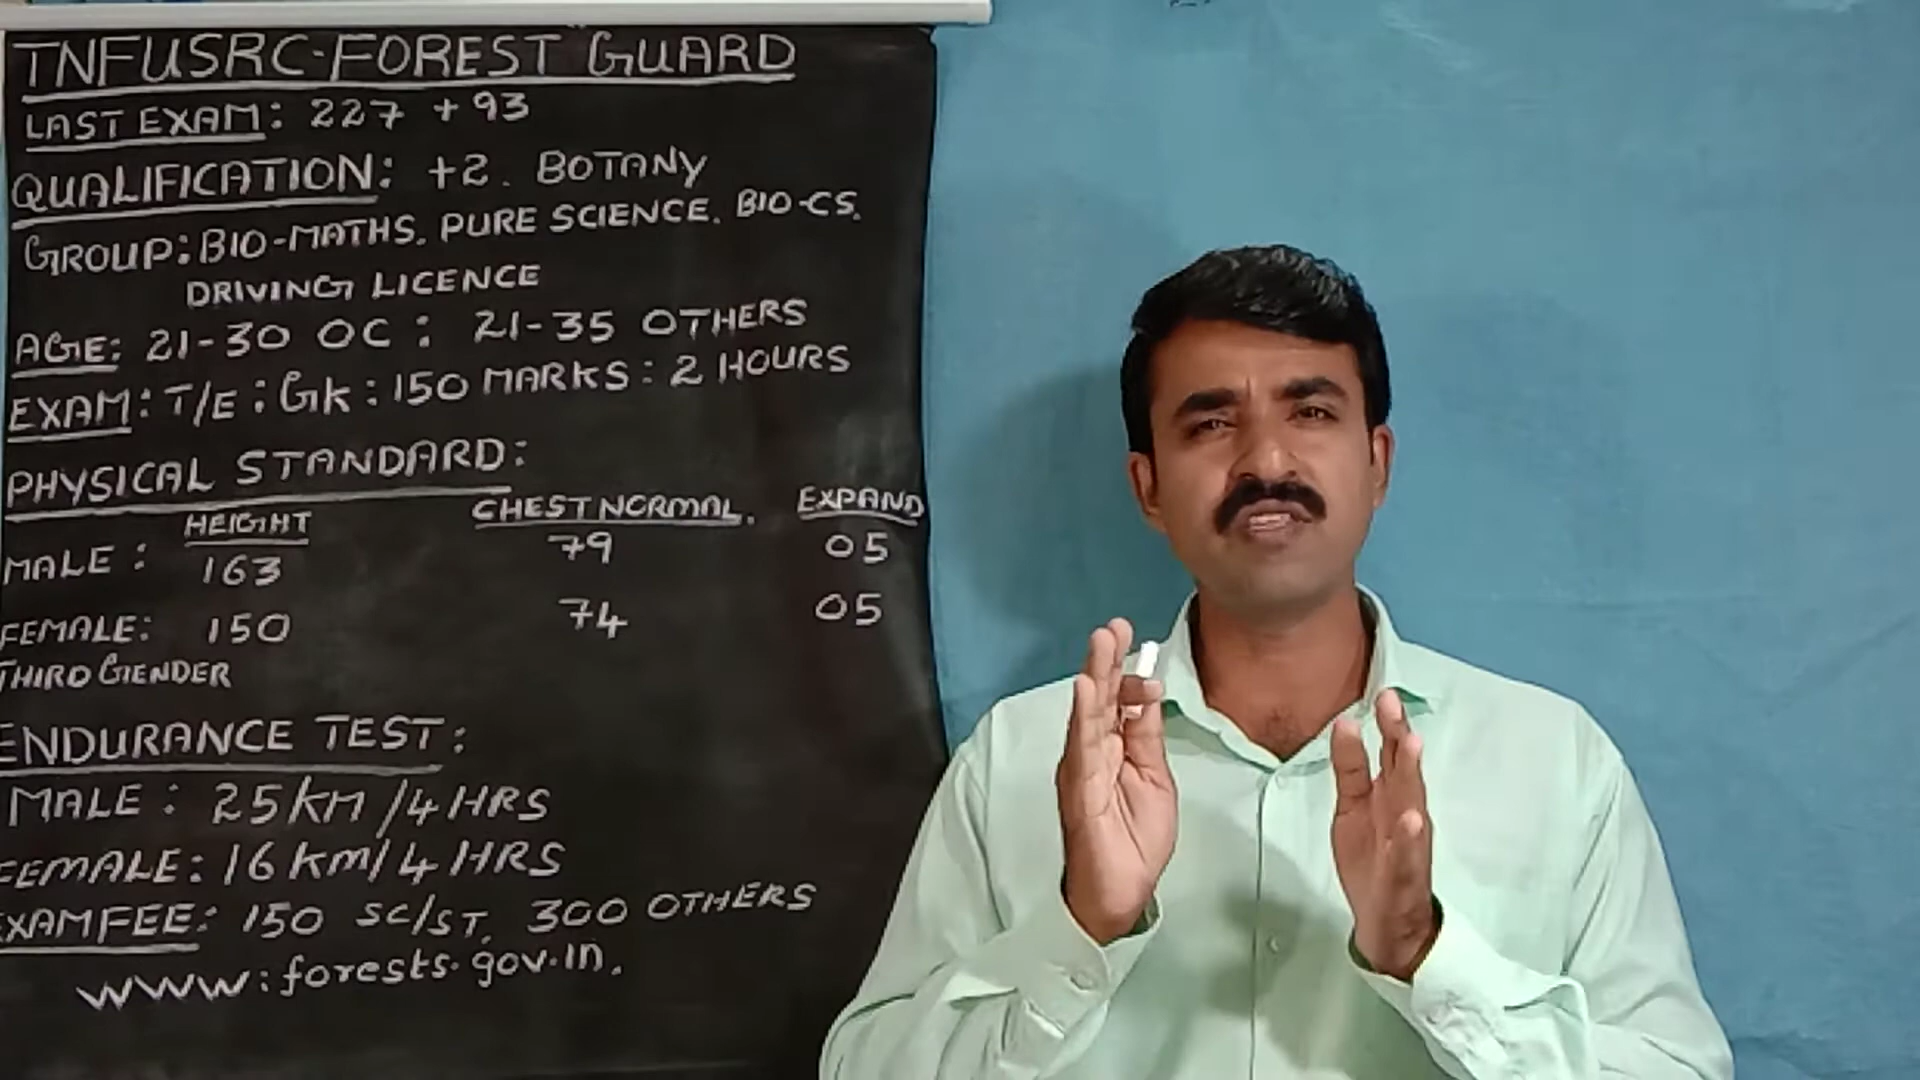 TNFUSRC-FOREST GUARD
LAST EXAM: 227 + 93
QUALIFICATION: +2. BOTANY
GROUP: BIO-MATHS. PURE SCIENCE. BIO-CS.
DRIVING LICENCE
AGE: 21-30 OC : 21-35 OTHERS
EXAM: T/E : GK : 150 MARKS : 2 HOURS
PHYSICAL STANDARD:
HEIGHT CHEST NORMAL. EXPAND
MALE : 163 79 05
FEMALE: 150 74 05
THIRD GENDER
ENDURANCE TEST:
MALE : 25 KM /4 HRS
FEMALE: 16 KM/4 HRS
EXAM FEE: 150 SC/ST, 300 OTHERS
www:forests.gov.in.